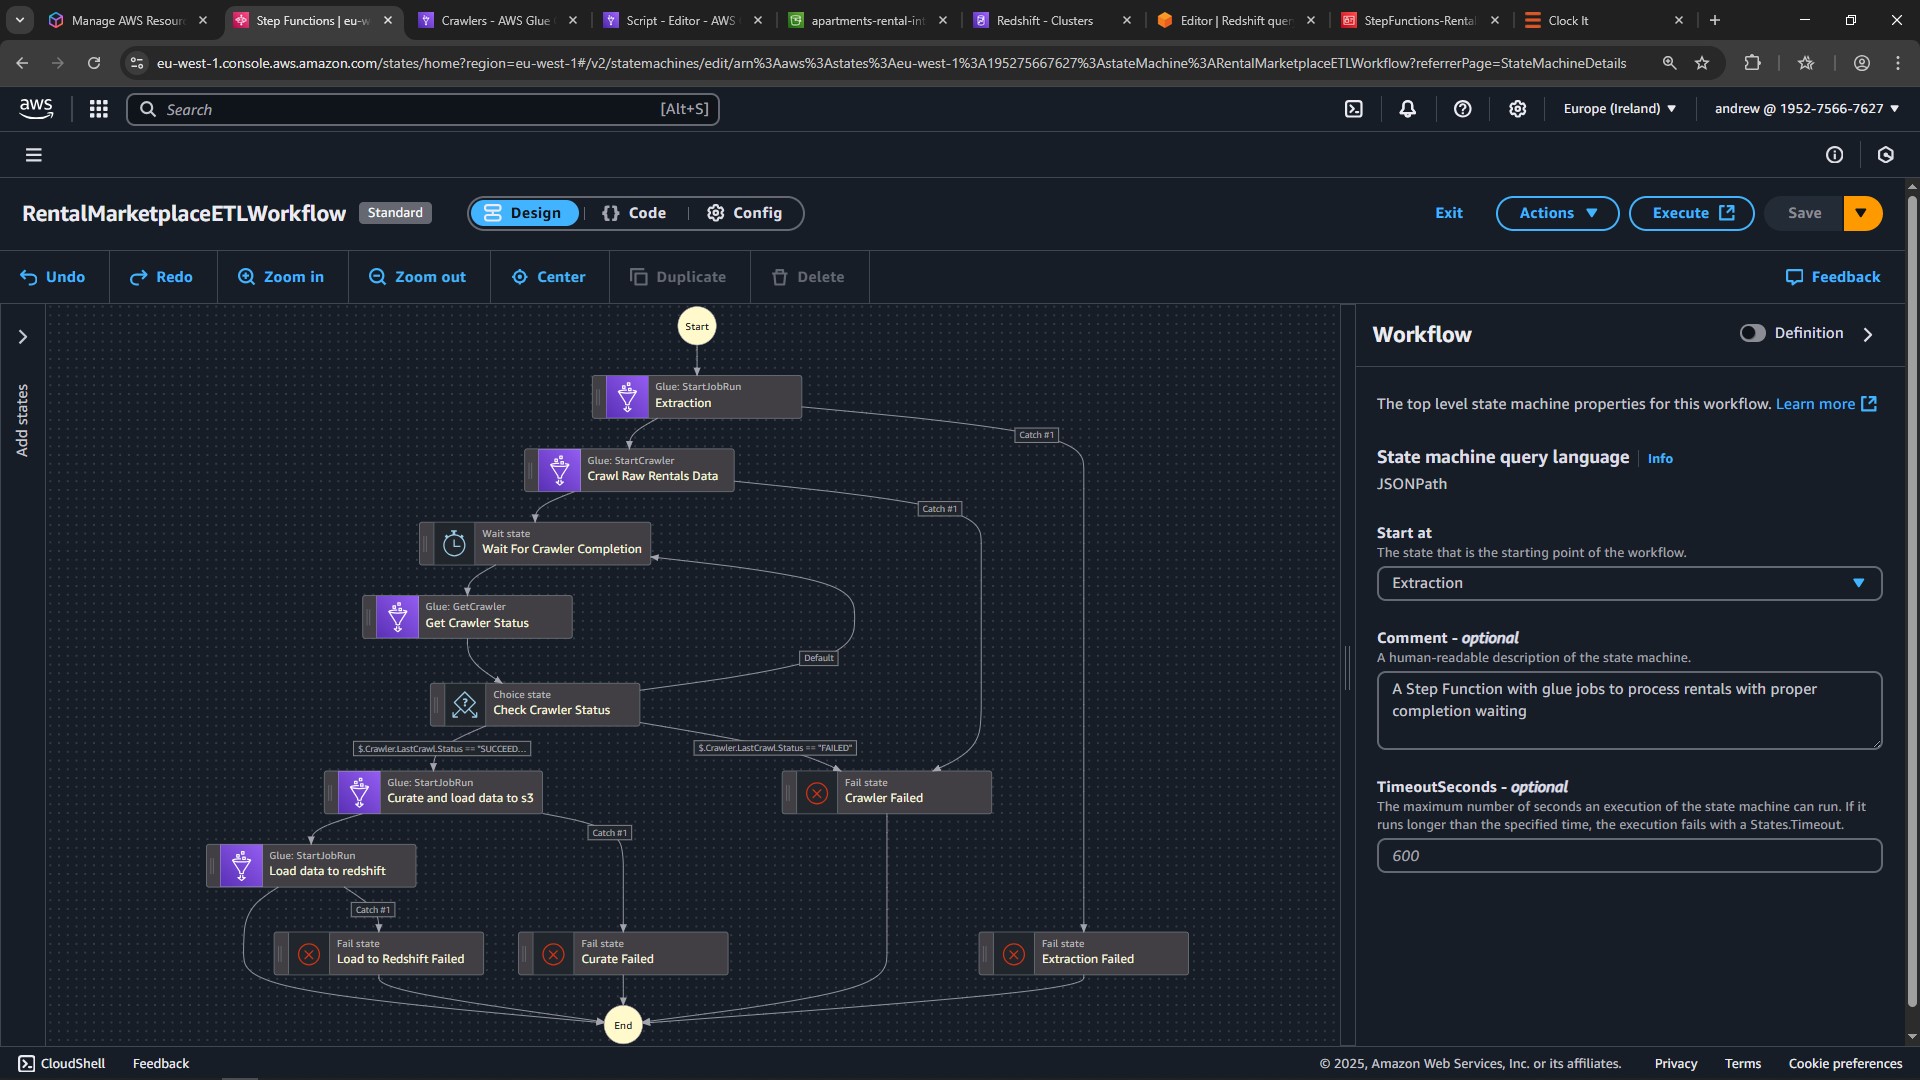 Manage AWS Resour
Step Functions | eu-w
Crawlers - AWS Glue
Script - Editor - AWS
apartments-rental-int
Redshift - Clusters
Editor | Redshift quer
StepFunctions-Rental
Clock It
eu-west-1.console.aws.amazon.com/states/home?region=eu-west-1#/v2/statemachines/edit/arn%3Aaws%3Astates%3Aeu-west-1%3A195275667627%3AstateMachine%3ARentalMarketplaceETLWorkflow?referrerPage=StateMachineDetails
aws
Search
[Alt+S]
Europe (Ireland)
andrew @ 1952-7566-7627
RentalMarketplaceETLWorkflow
Standard
Design
{} Code
Config
Exit
Actions
Execute
Save
Undo
Redo
Zoom in
Zoom out
Center
Duplicate
Delete
Feedback
Add states
Start
Glue: StartJobRun
Extraction
Catch #1
Glue: StartCrawler
Crawl Raw Rentals Data
Catch #1
Wait state
Wait For Crawler Completion
Glue: GetCrawler
Get Crawler Status
Default
Choice state
Check Crawler Status
$.Crawler.LastCrawl.Status == "SUCCEED...
$.Crawler.LastCrawl.Status == "FAILED"
Glue: StartJobRun
Curate and load data to s3
Fail state
Crawler Failed
Catch #1
Glue: StartJobRun
Load data to redshift
Catch #1
Fail state
Load to Redshift Failed
Fail state
Curate Failed
Fail state
Extraction Failed
End
Workflow
Definition
The top level state machine properties for this workflow. Learn more
State machine query language
Info
JSONPath
Start at
The state that is the starting point of the workflow.
Extraction
Comment - optional
A human-readable description of the state machine.
A Step Function with glue jobs to process rentals with proper
completion waiting
TimeoutSeconds - optional
The maximum number of seconds an execution of the state machine can run. If it
runs longer than the specified time, the execution fails with a States.Timeout.
600
CloudShell
Feedback
© 2025, Amazon Web Services, Inc. or its affiliates.
Privacy
Terms
Cookie preferences